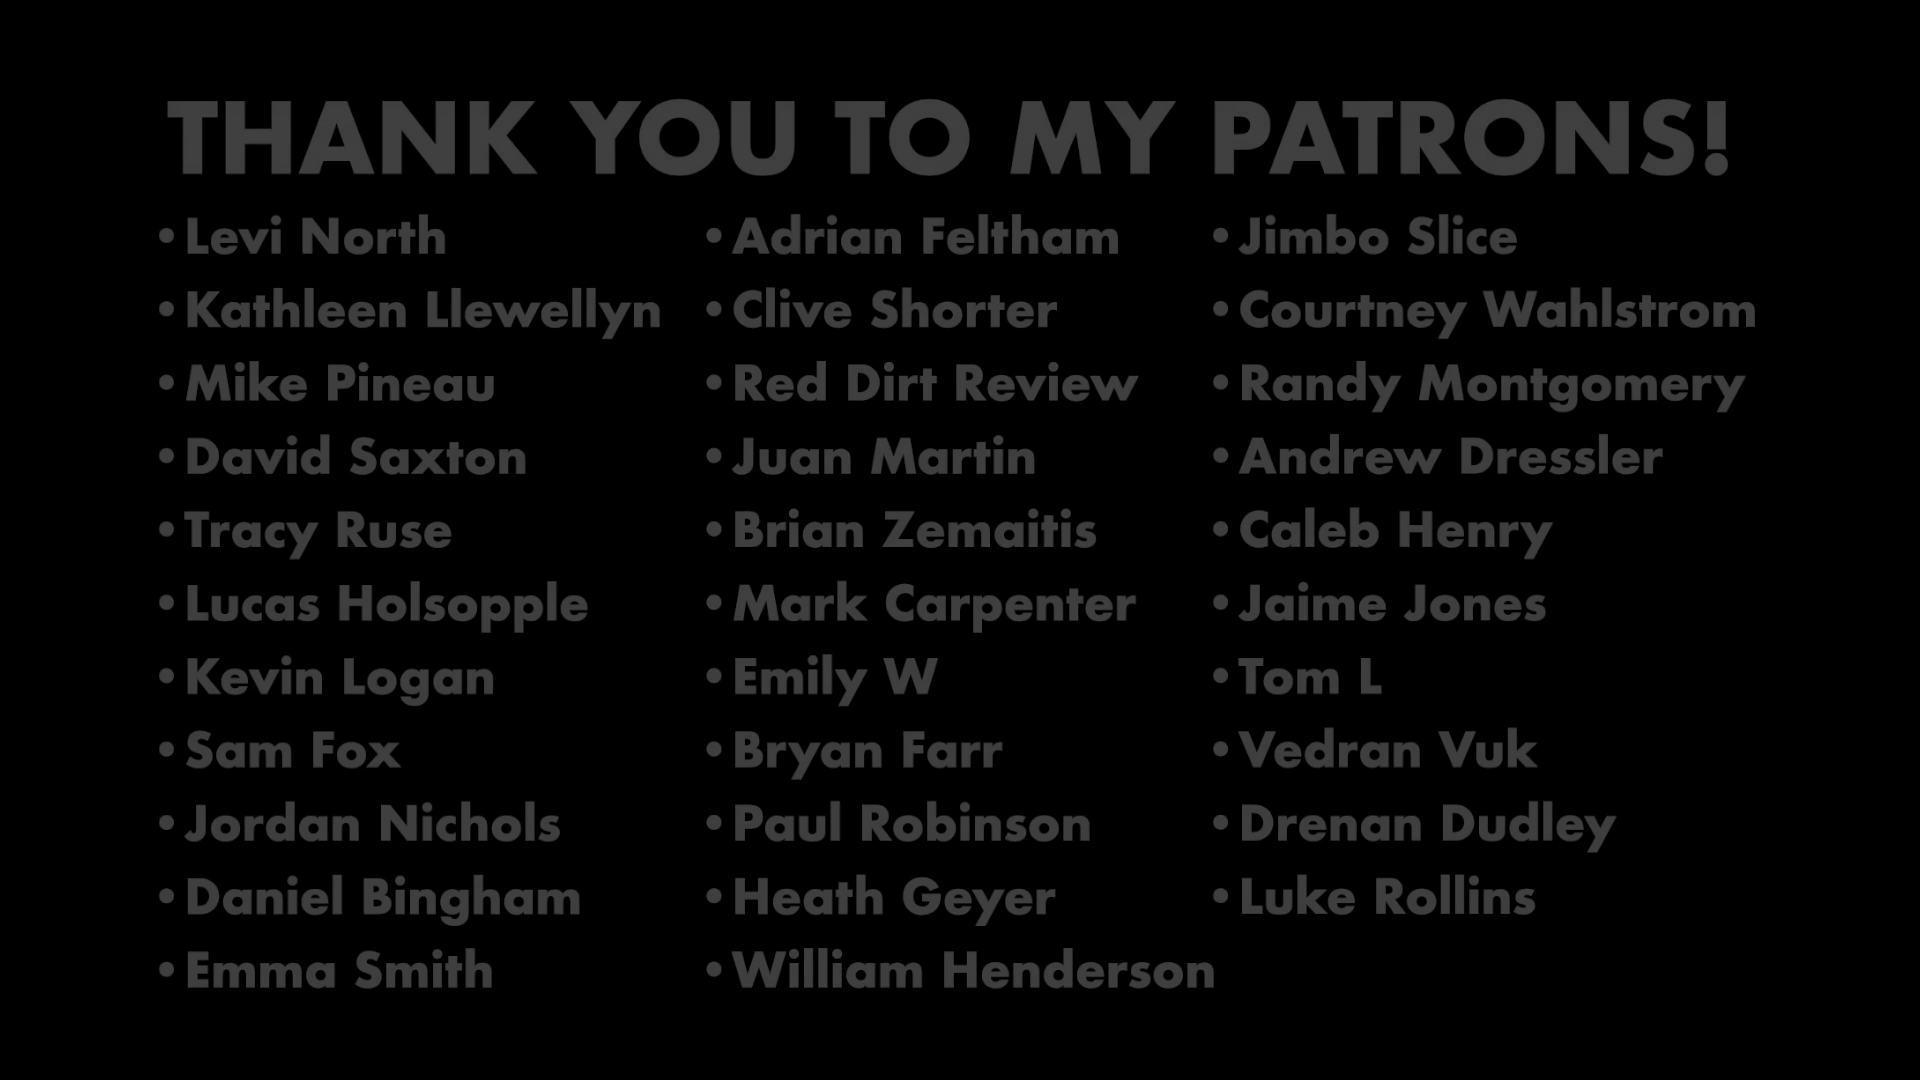 THANK YOU TO MY PATRONS!
• Levi North
• Kathleen Llewellyn
• Mike Pineau
• David Saxton
• Tracy Ruse
• Lucas Holsopple
• Kevin Logan
• Sam Fox
• Jordan Nichols
• Daniel Bingham
• Emma Smith
• Adrian Feltham
• Clive Shorter
• Red Dirt Review
• Juan Martin
• Brian Zemaitis
• Mark Carpenter
• Emily W
• Bryan Farr
• Paul Robinson
• Heath Geyer
• William Henderson
• Jimbo Slice
• Courtney Wahlstrom
• Randy Montgomery
• Andrew Dressler
• Caleb Henry
• Jaime Jones
• Tom L
• Vedran Vuk
• Drenan Dudley
• Luke Rollins